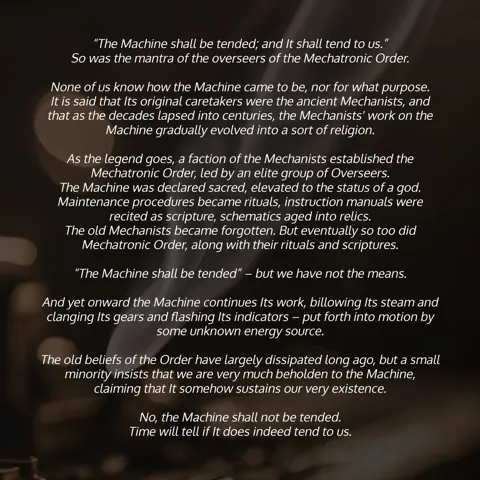 “The Machine shall be tended; and It shall tend to us.”
So was the mantra of the overseers of the Mechatronic Order.
None of us know how the Machine came to be, nor for what purpose.
It is said that Its original caretakers were the ancient Mechanists, and
that as the decades lapsed into centuries, the Mechanists' work on the
Machine gradually evolved into a sort of religion.
As the legend goes, a faction of the Mechanists established the
Mechatronic Order, led by an elite group of Overseers.
The Machine was declared sacred, elevated to the status of a god.
Maintenance procedures became rituals, instruction manuals were
recited as scripture, schematics aged into relics.
The old Mechanists became forgotten. But eventually so too did
Mechatronic Order, along with their rituals and scriptures.
“The Machine shall be tended” – but we have not the means.
And yet onward the Machine continues Its work, billowing Its steam and
clanging Its gears and flashing Its indicators – put forth into motion by
some unknown energy source.
The old beliefs of the Order have largely dissipated long ago, but a small
minority insists that we are very much beholden to the Machine,
claiming that It somehow sustains our very existence.
No, the Machine shall not be tended.
Time will tell if It does indeed tend to us.